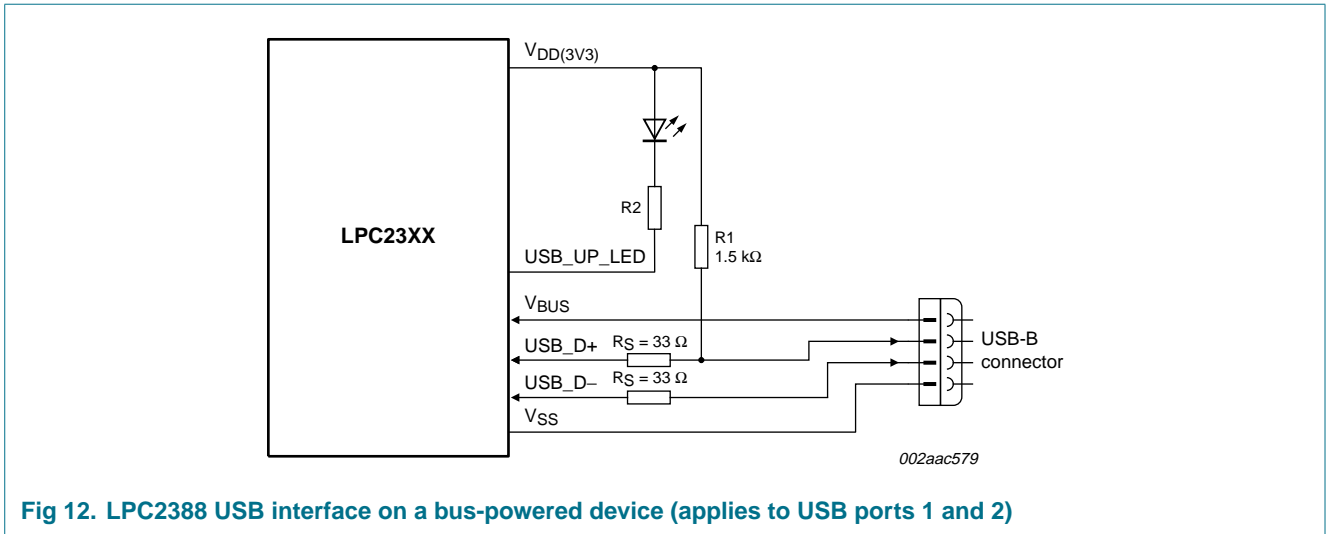 VDD(3V3)
R2
LPC23XX
R1
1.5 kΩ
USB_UP_LED
VBUS
USB_D+ RS = 33 Ω
USB_D− RS = 33 Ω
VSS
USB-B
connector
002aac579
Fig 12. LPC2388 USB interface on a bus-powered device (applies to USB ports 1 and 2)